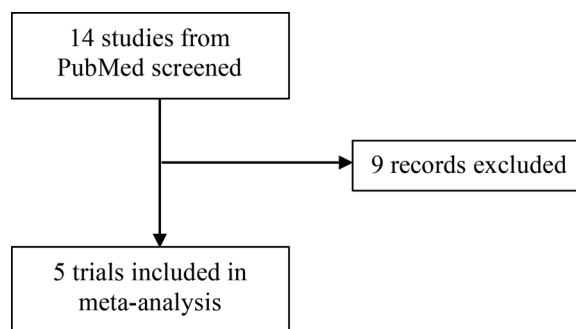 14 studies from
PubMed screened
9 records excluded
5 trials included in
meta-analysis